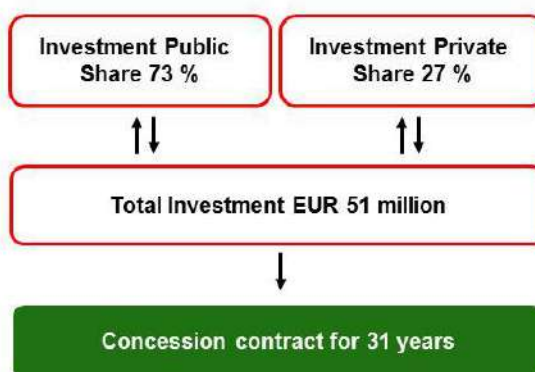 Investment Public
Share 73 %
Investment Private
Share 27 %
Total Investment EUR 51 million
Concession contract for 31 years